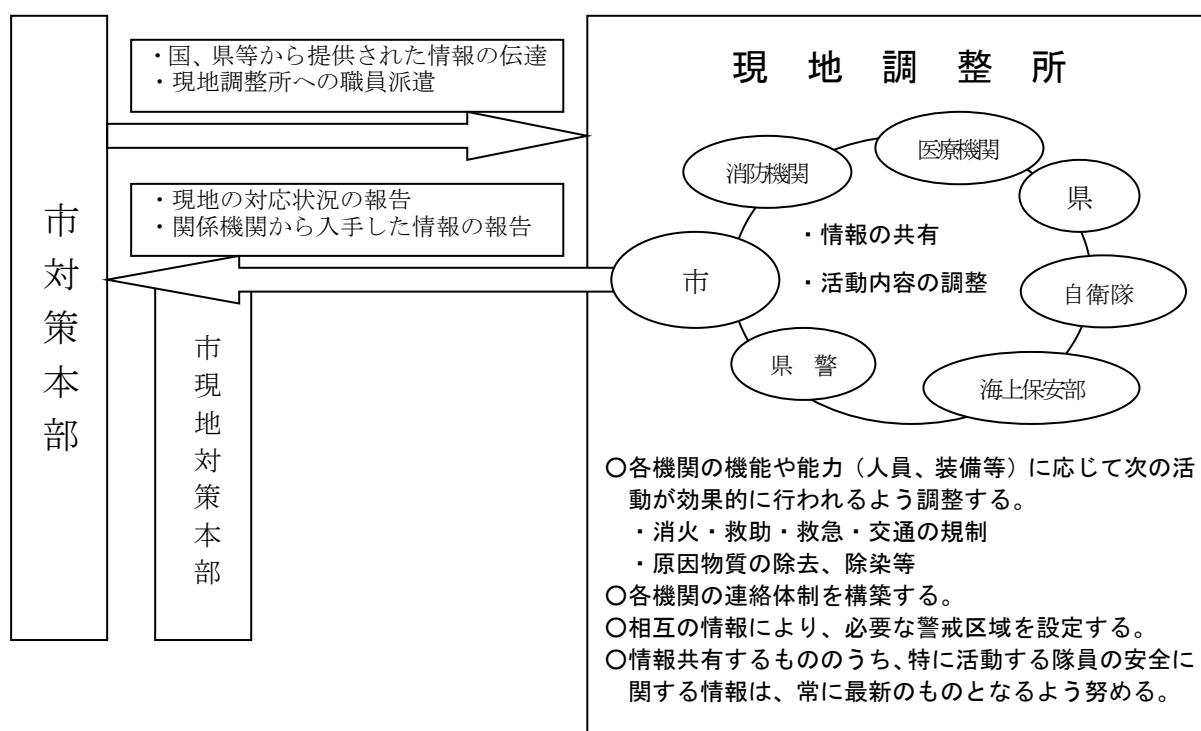 市対策本部
・国、県等から提供された情報の伝達
・現地調整所への職員派遣
・現地の対応状況の報告
・関係機関から入手した情報の報告
市現地対策本部
現地調整所
医療機関
消防機関
県
・情報の共有
市
・活動内容の調整
自衛隊
県 警
海上保安部
○各機関の機能や能力（人員、装備等）に応じて次の活
動が効果的に行われるよう調整する。
・消火・救助・救急・交通の規制
・原因物質の除去、除染等
○各機関の連絡体制を構築する。
○相互の情報により、必要な警戒区域を設定する。
○情報共有するもののうち、特に活動する隊員の安全に
関する情報は、常に最新のものとなるよう努める。